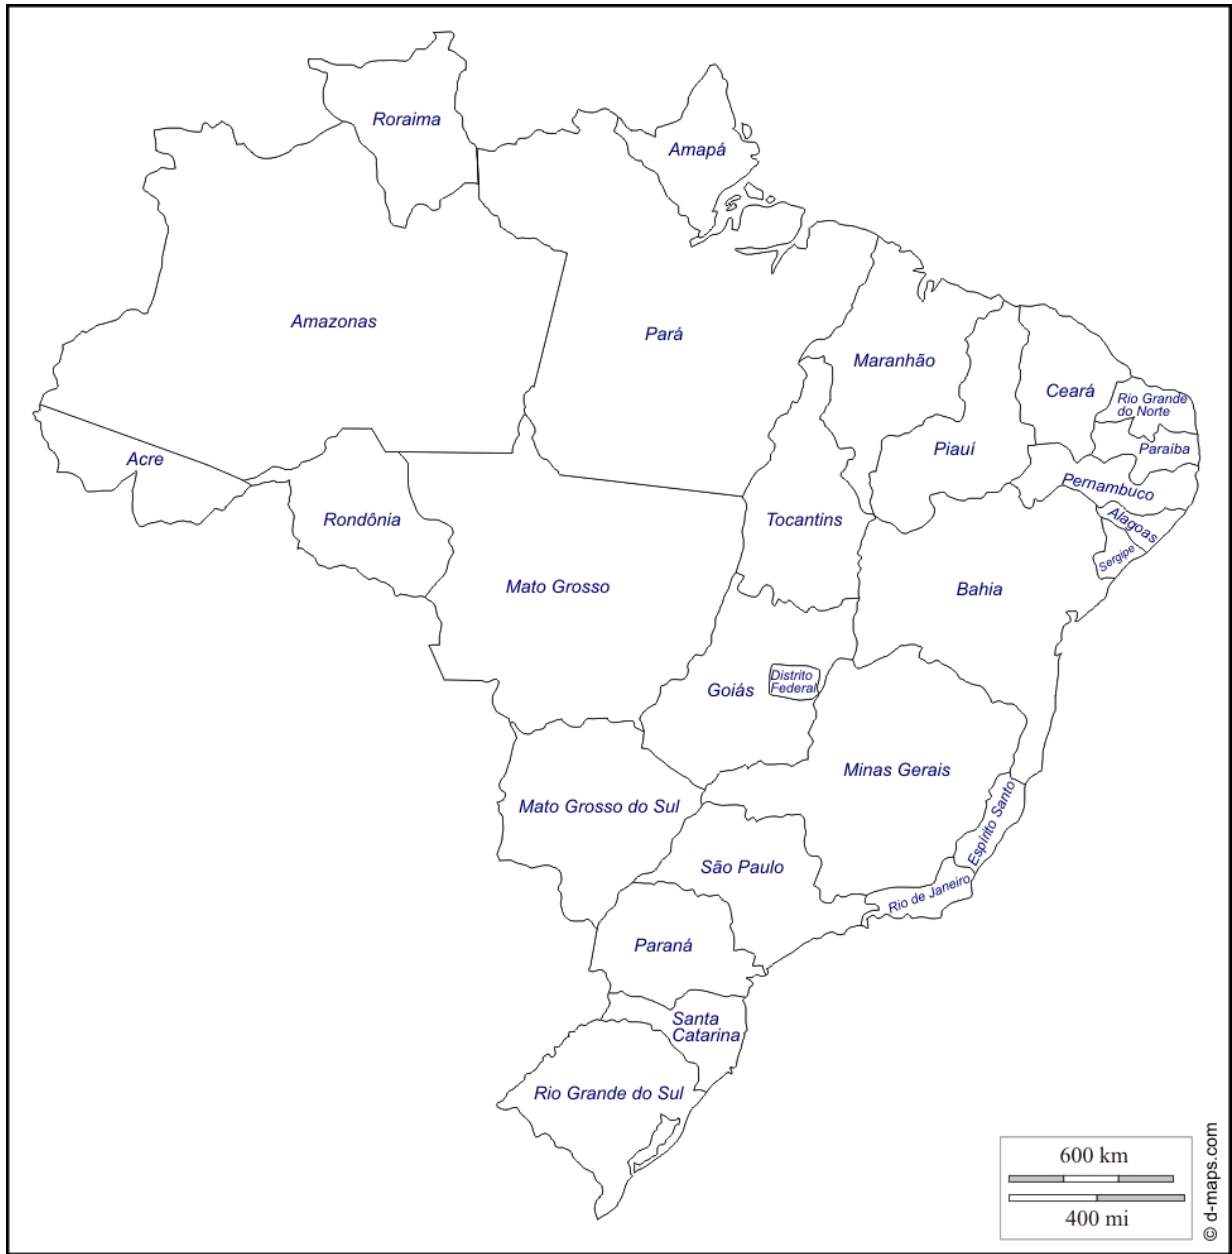 Roraima
Amapá
Amazonas
Pará
Maranhão
Ceará
Rio Grande
do Norte
Paraíba
Piauí
Acre
Pernambuco
Rondônia
Tocantins
Alagoas
Sergipe
Mato Grosso
Bahia
Goiás
Distrito
Federal
Minas Gerais
Mato Grosso do Sul
Espírito Santo
São Paulo
Rio de Janeiro
Paraná
Santa
Catarina
Rio Grande do Sul
600 km
400 mi
© d-maps.com